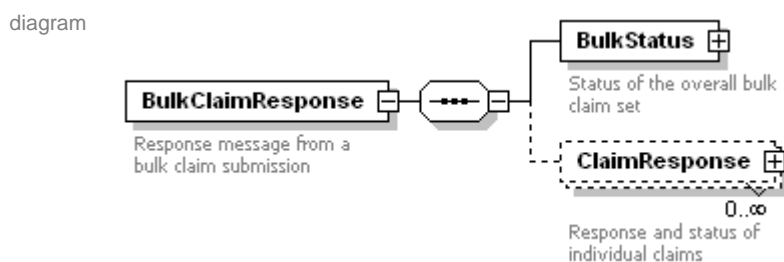 diagram
BulkStatus
Status of the overall bulk
claim set
BulkClaimResponse
Response message from a
bulk claim submission
ClaimResponse
0..∞
Response and status of
individual claims